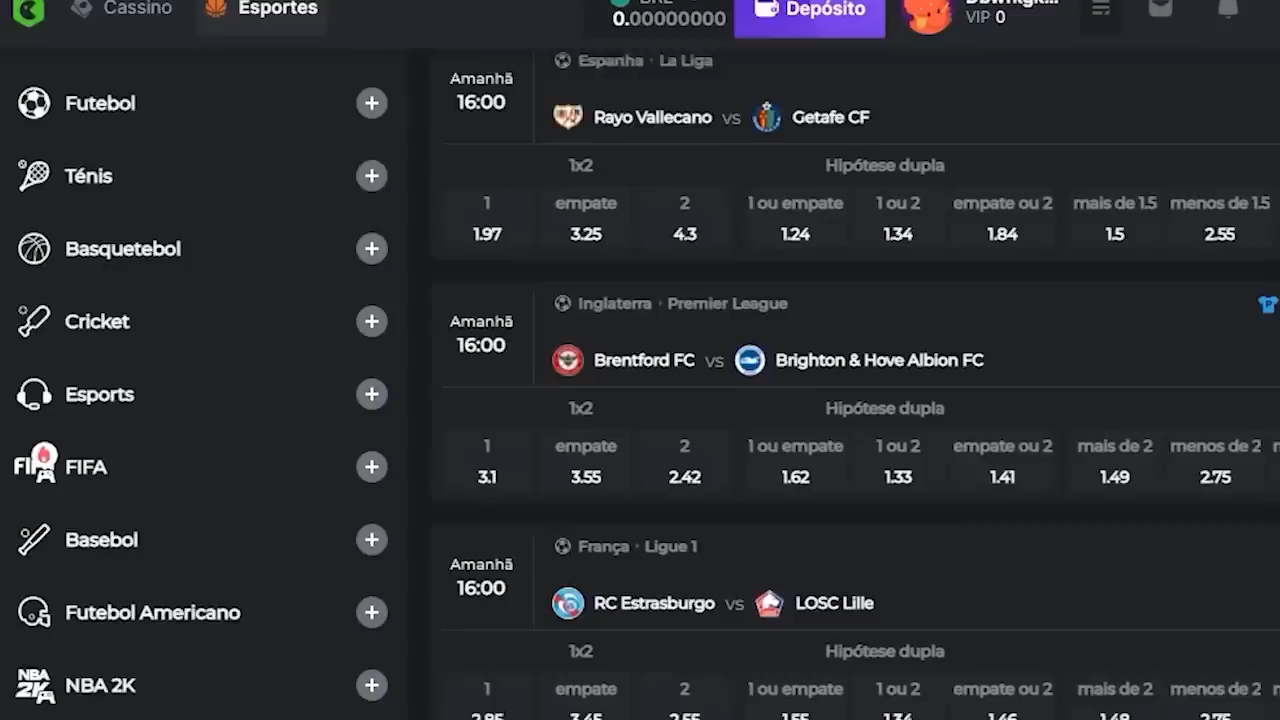 Cassino
Esportes
0.00000000
Depósito
VIP 0
Futebol
Ténis
Basquetebol
Cricket
Esports
FIFA
FIFA
Basebol
Futebol Americano
NBA 2K
NBA 2K
Amanhã
16:00
Espanha · La Liga
Rayo Vallecano vs Getafe CF
1x2 Hipótese dupla
1 empate 2 1 ou empate 1 ou 2 empate ou 2 mais de 1.5 menos de 1.5
1.97 3.25 4.3 1.24 1.34 1.84 1.5 2.55
Amanhã
16:00
Inglaterra · Premier League
P
Brentford FC vs Brighton & Hove Albion FC
1x2 Hipótese dupla
1 empate 2 1 ou empate 1 ou 2 empate ou 2 mais de 2 menos de 2
3.1 3.55 2.42 1.62 1.33 1.41 1.49 2.75
Amanhã
16:00
França · Ligue 1
RC Estrasburgo vs LOSC Lille
1x2 Hipótese dupla
1 empate 2 1 ou empate 1 ou 2 empate ou 2 mais de 2 menos de 2